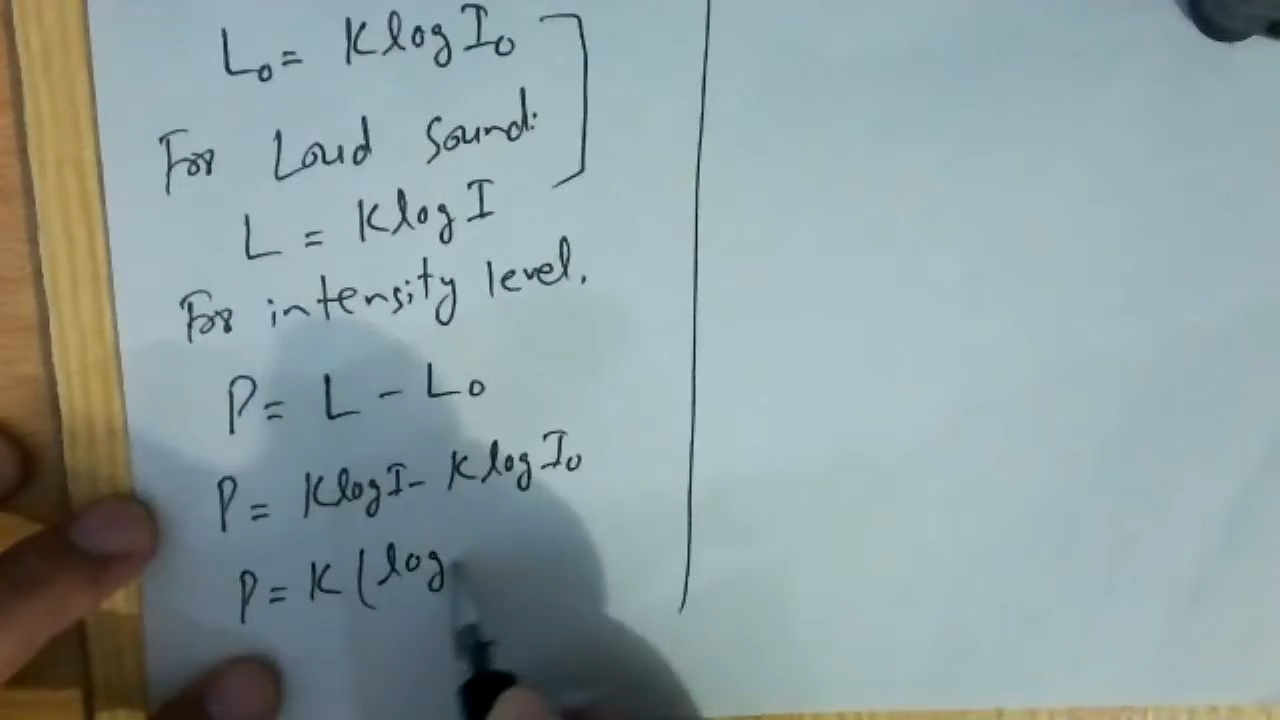 L₀ = K log I₀
For Loud Sound:
L = K log I
For intensity level.
P = L - L₀
P = K log I - K log I₀
P = K ( log